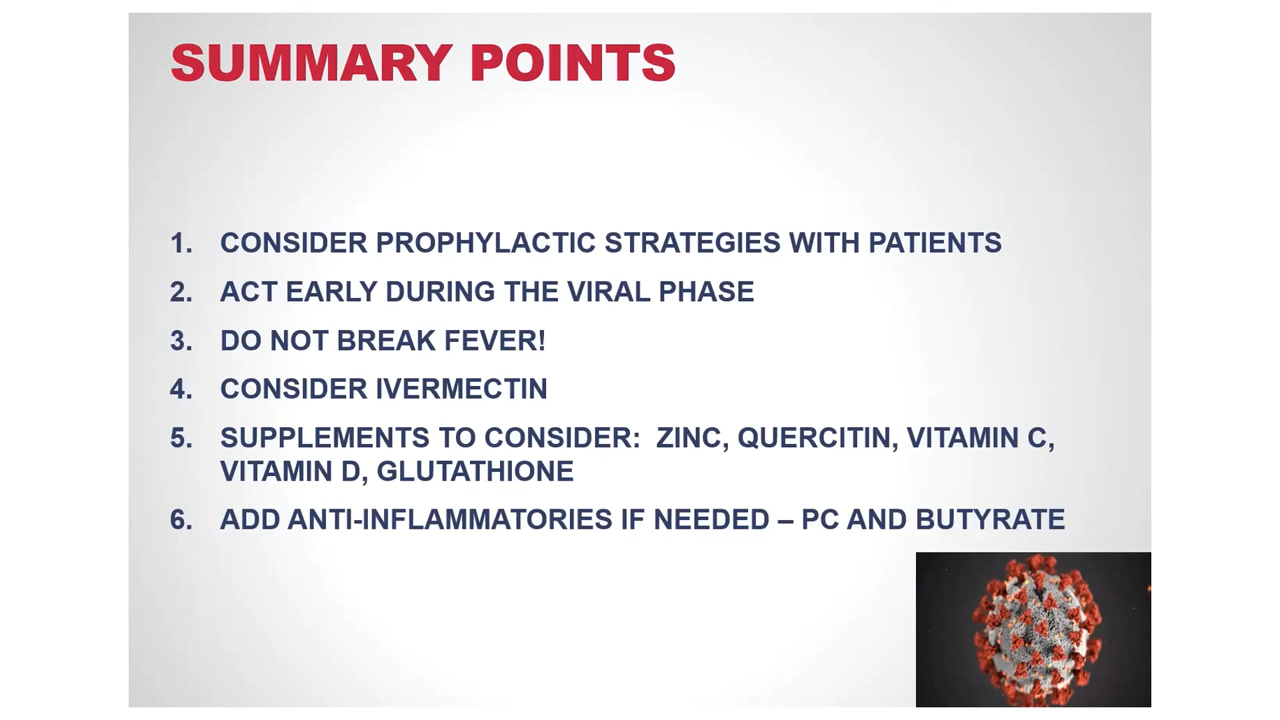 SUMMARY POINTS
1. CONSIDER PROPHYLACTIC STRATEGIES WITH PATIENTS
2. ACT EARLY DURING THE VIRAL PHASE
3. DO NOT BREAK FEVER!
4. CONSIDER IVERMECTIN
5. SUPPLEMENTS TO CONSIDER: ZINC, QUERCITIN, VITAMIN C,
VITAMIN D, GLUTATHIONE
6. ADD ANTI-INFLAMMATORIES IF NEEDED – PC AND BUTYRATE